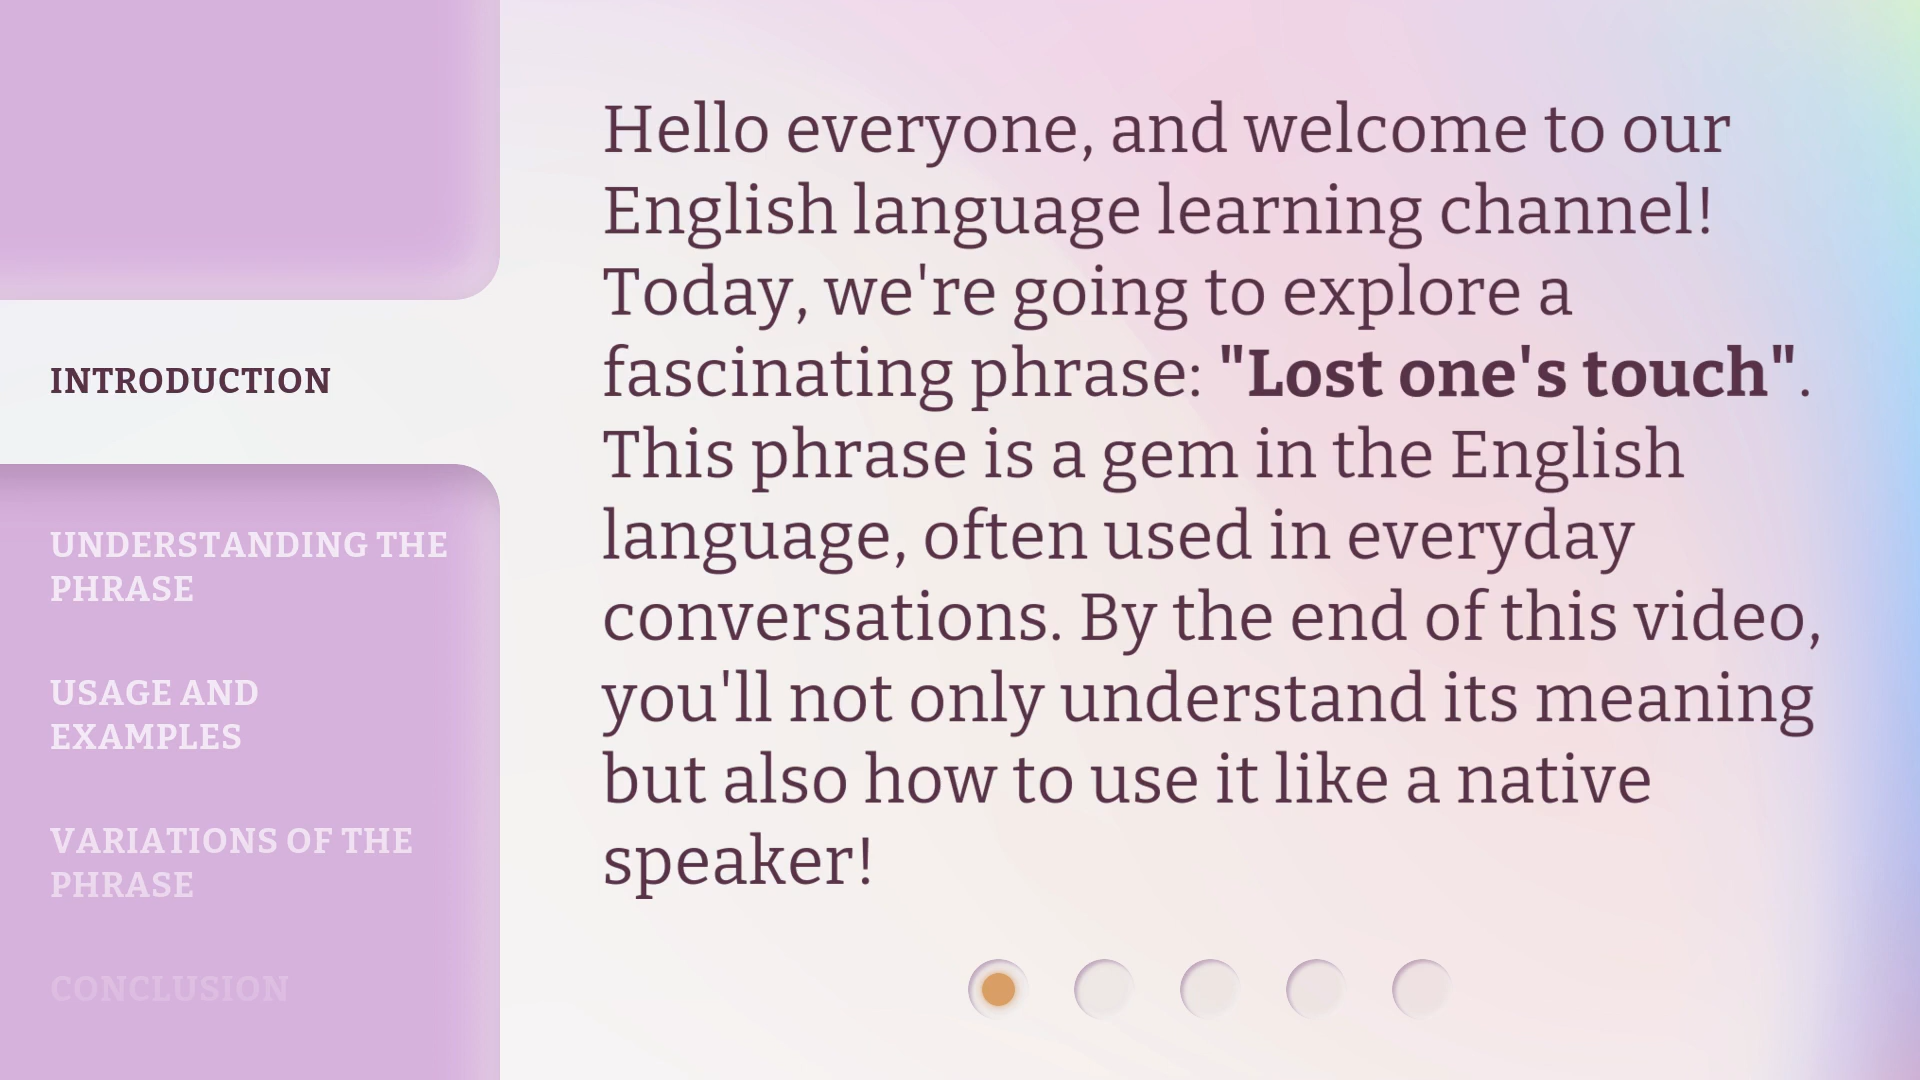 INTRODUCTION
UNDERSTANDING THE
PHRASE
USAGE AND
EXAMPLES
VARIATIONS OF THE
PHRASE
CONCLUSION
Hello everyone, and welcome to our
English language learning channel!
Today, we're going to explore a
fascinating phrase: "Lost one's touch".
This phrase is a gem in the English
language, often used in everyday
conversations. By the end of this video,
you'll not only understand its meaning
but also how to use it like a native
speaker!